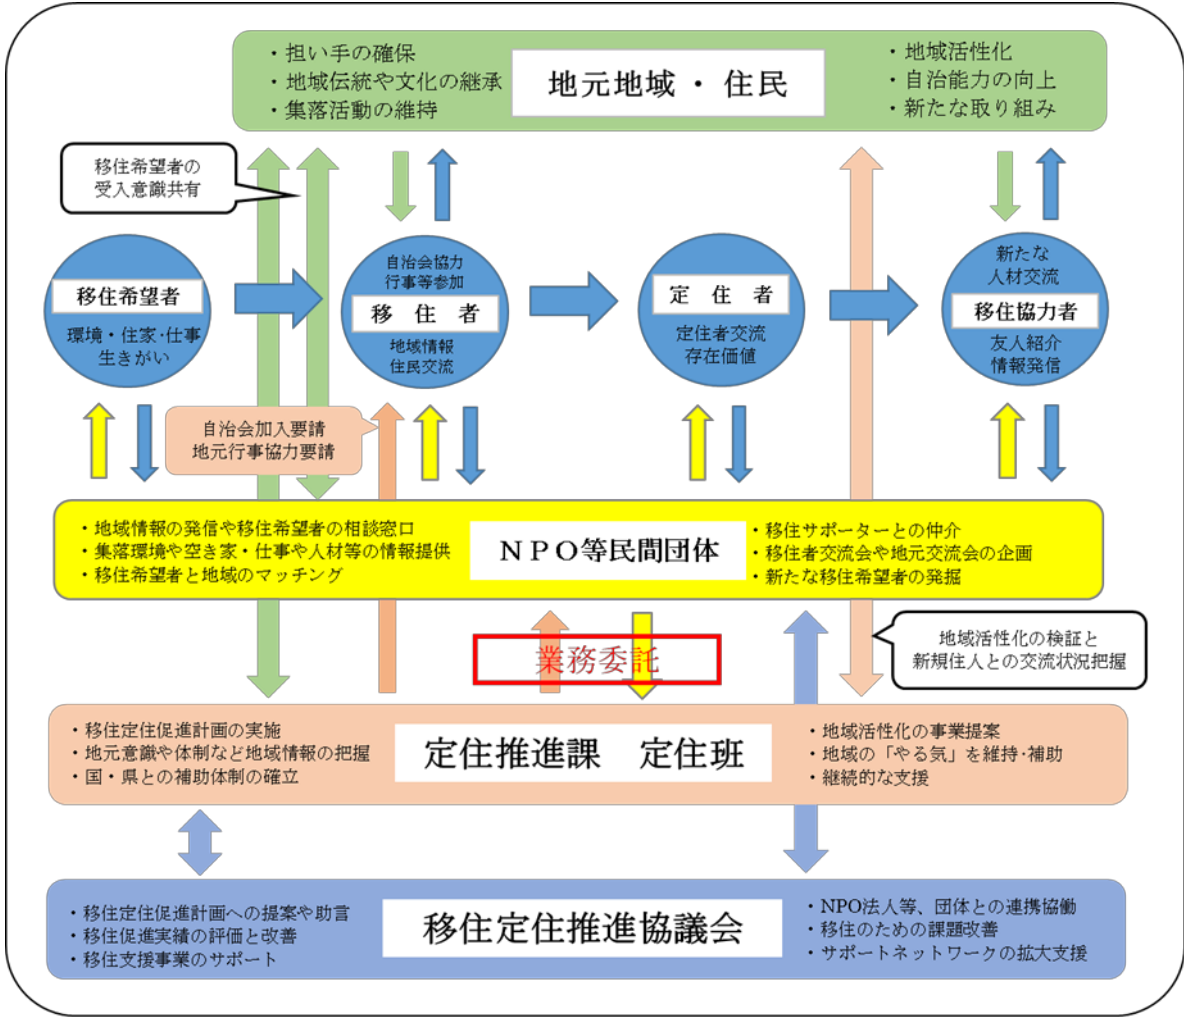 ・担い手の確保
・地域伝統や文化の継承
・集落活動の維持
地元地域・住民
・地域活性化
・自治能力の向上
・新たな取り組み
移住希望者の
受入意識共有
移住希望者
環境・住家・仕事
生きがい
自治会協力
行事等参加
移住者
地域情報
住民交流
定住者
定住者交流
存在価値
新たな
人材交流
移住協力者
友人紹介
情報発信
自治会加入要請
地元行事協力要請
・地域情報の発信や移住希望者の相談窓口
・集落環境や空き家・仕事や人材等の情報提供
・移住希望者と地域のマッチング
NPO等民間団体
・移住サポーターとの仲介
・移住者交流会や地元交流会の企画
・新たな移住希望者の発掘
業務委託
地域活性化の検証と
新規住人との交流状況把握
・移住定住促進計画の実施
・地元意識や体制など地域情報の把握
・国・県との補助体制の確立
定住推進課　定住班
・地域活性化の事業提案
・地域の「やる気」を維持・補助
・継続的な支援
・移住定住促進計画への提案や助言
・移住促進実績の評価と改善
・移住支援事業のサポート
移住定住推進協議会
・NPO法人等、団体との連携協働
・移住のための課題改善
・サポートネットワークの拡大支援